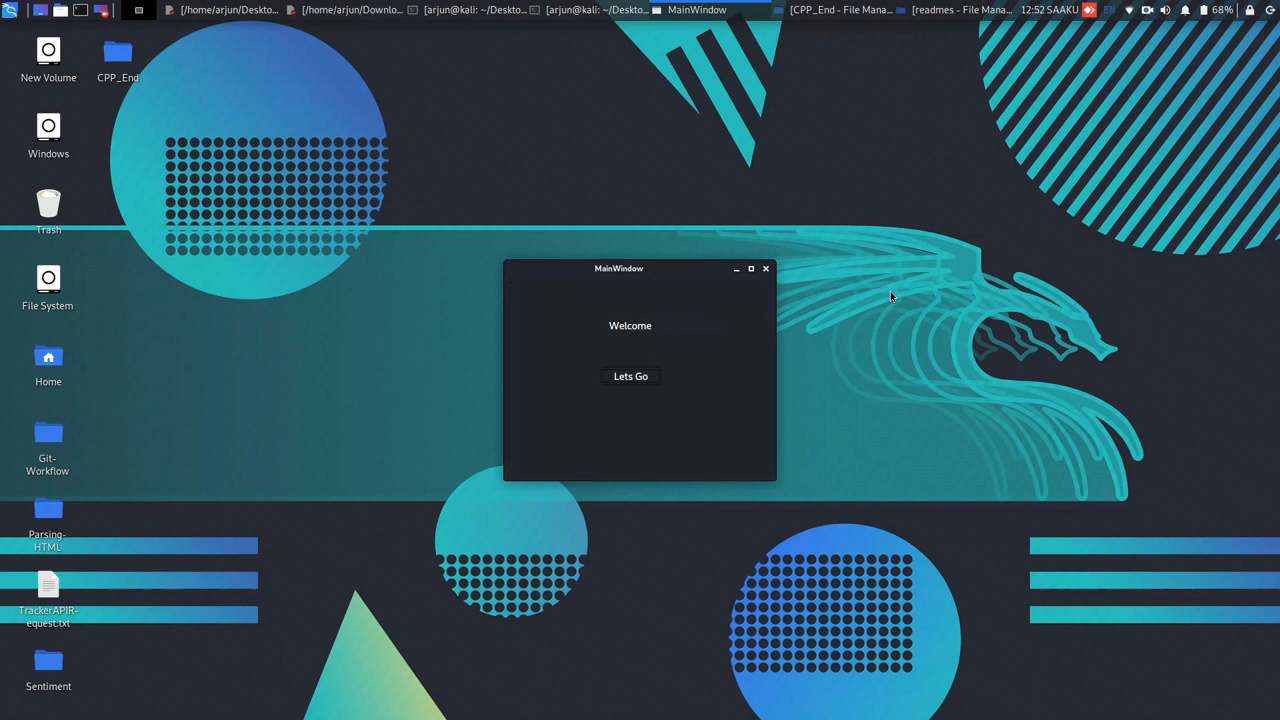 [/home/arjun/Deskto...
[/home/arjun/Downlo...
[arjun@kali: ~/Deskto...
[arjun@kali: ~/Deskto...
MainWindow
[CPP_End - File Mana...
[readmes - File Mana...
12:52 SAAKU
EN
68%
New Volume
CPP_End
Windows
Trash
File System
Home
Git-
Workflow
Parsing-
HTML
TrackerAPIR-
equest.txt
Sentiment
MainWindow
Welcome
Lets Go